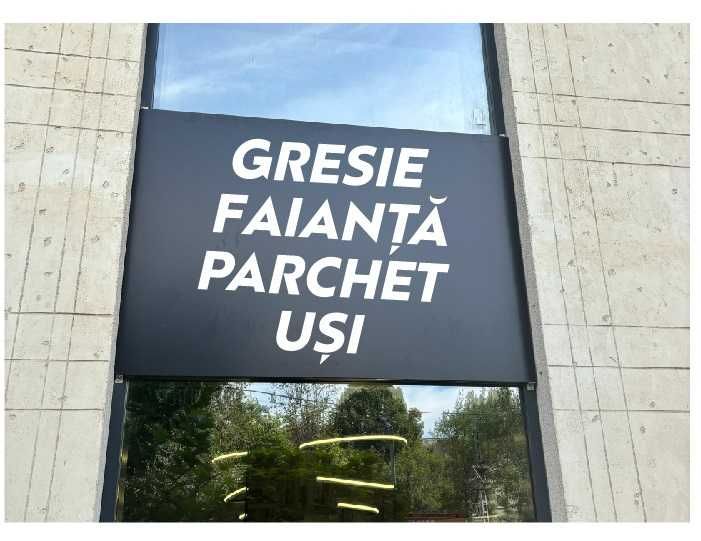 GRESIE
FAIANȚĂ
PARCHET
UȘI